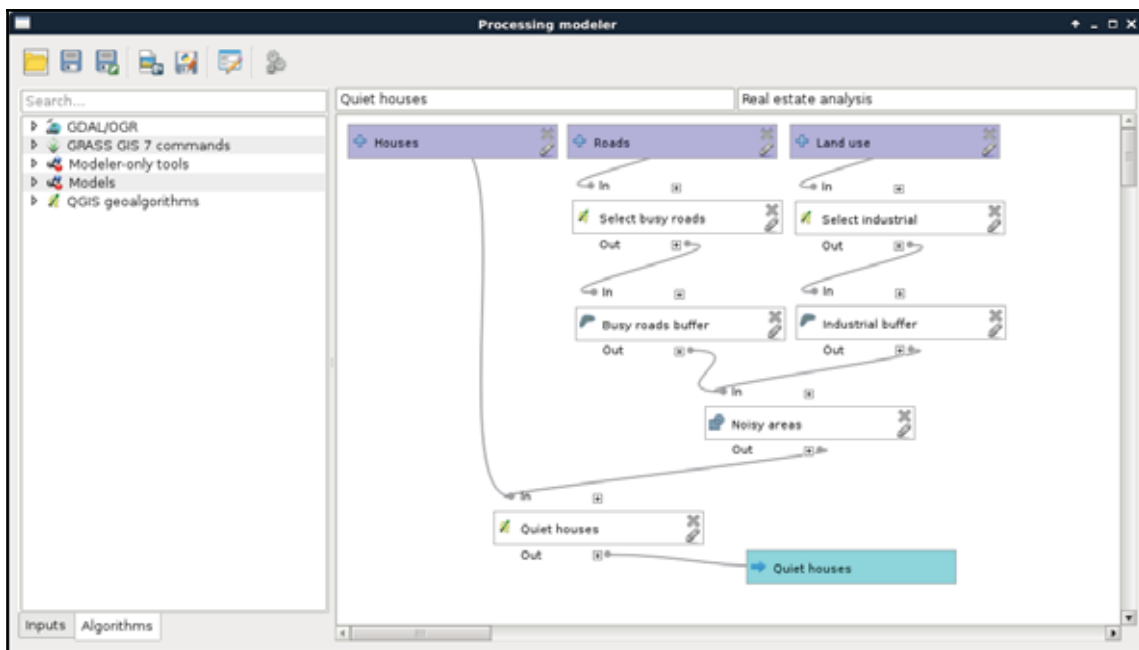 Processing modeler
Search...
Quiet houses
Real estate analysis
GDAL/OGR
GRASS GIS 7 commands
Modeler-only tools
Models
QGIS geoalgorithms
Houses
Roads
Land use
In
In
Select busy roads
Select industrial
Out
Out
In
In
Busy roads buffer
Industrial buffer
Out
Out
In
Noisy areas
Out
In
Quiet houses
Out
Quiet houses
Inputs
Algorithms